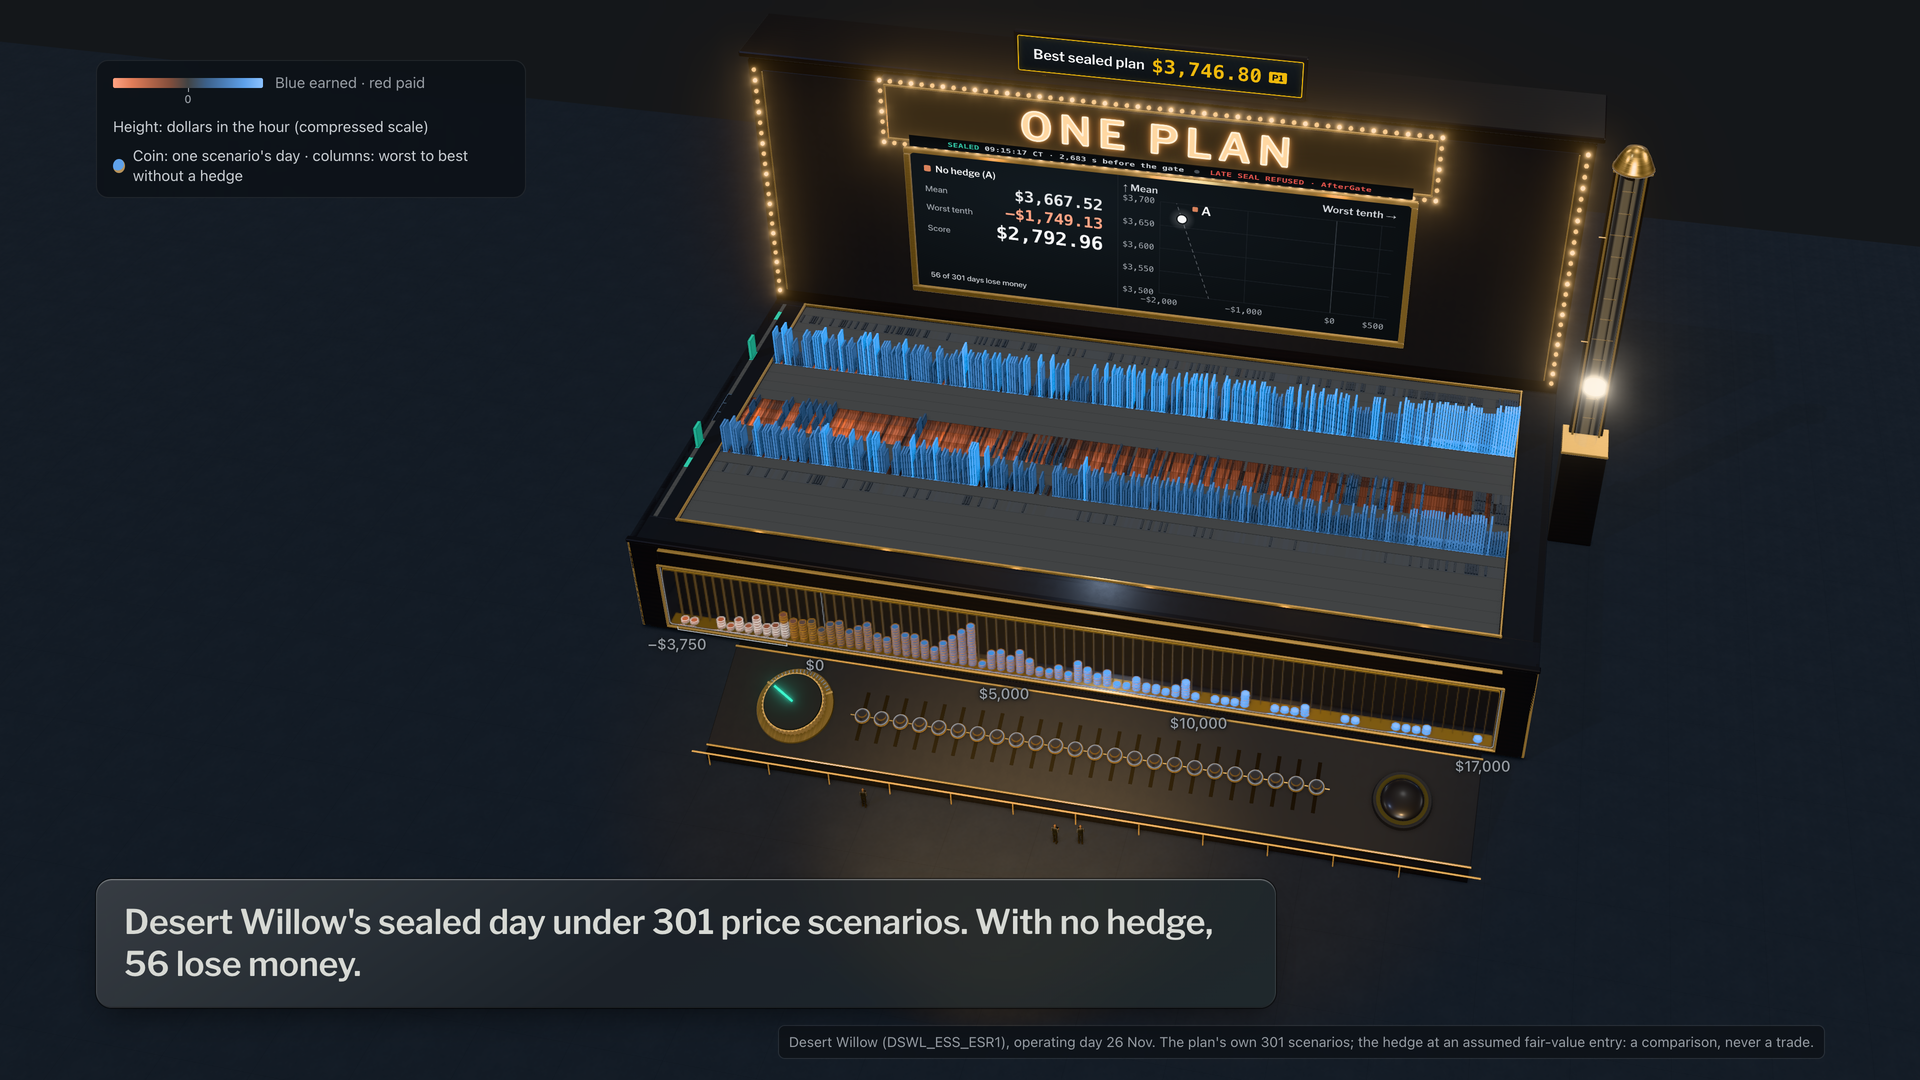 Blue earned · red paid
0
Height: dollars in the hour (compressed scale)
Coin: one scenario's day · columns: worst to best
without a hedge
Best sealed plan $3,746.80 P1
ONE PLAN
SEALED 09:15:17 CT · 2,683 s before the gate LATE SEAL REFUSED · AfterGate
No hedge (A)
Mean $3,667.52
Worst tenth −$1,749.13
Score $2,792.96
56 of 301 days lose money
↑ Mean
$3,700
$3,650
$3,600
$3,550
$3,500
A
Worst tenth →
−$2,000
−$1,000
$0
$500
−$3,750
$0
$5,000
$10,000
$17,000
Desert Willow's sealed day under 301 price scenarios. With no hedge,
56 lose money.
Desert Willow (DSWL_ESS_ESR1), operating day 26 Nov. The plan's own 301 scenarios; the hedge at an assumed fair-value entry: a comparison, never a trade.